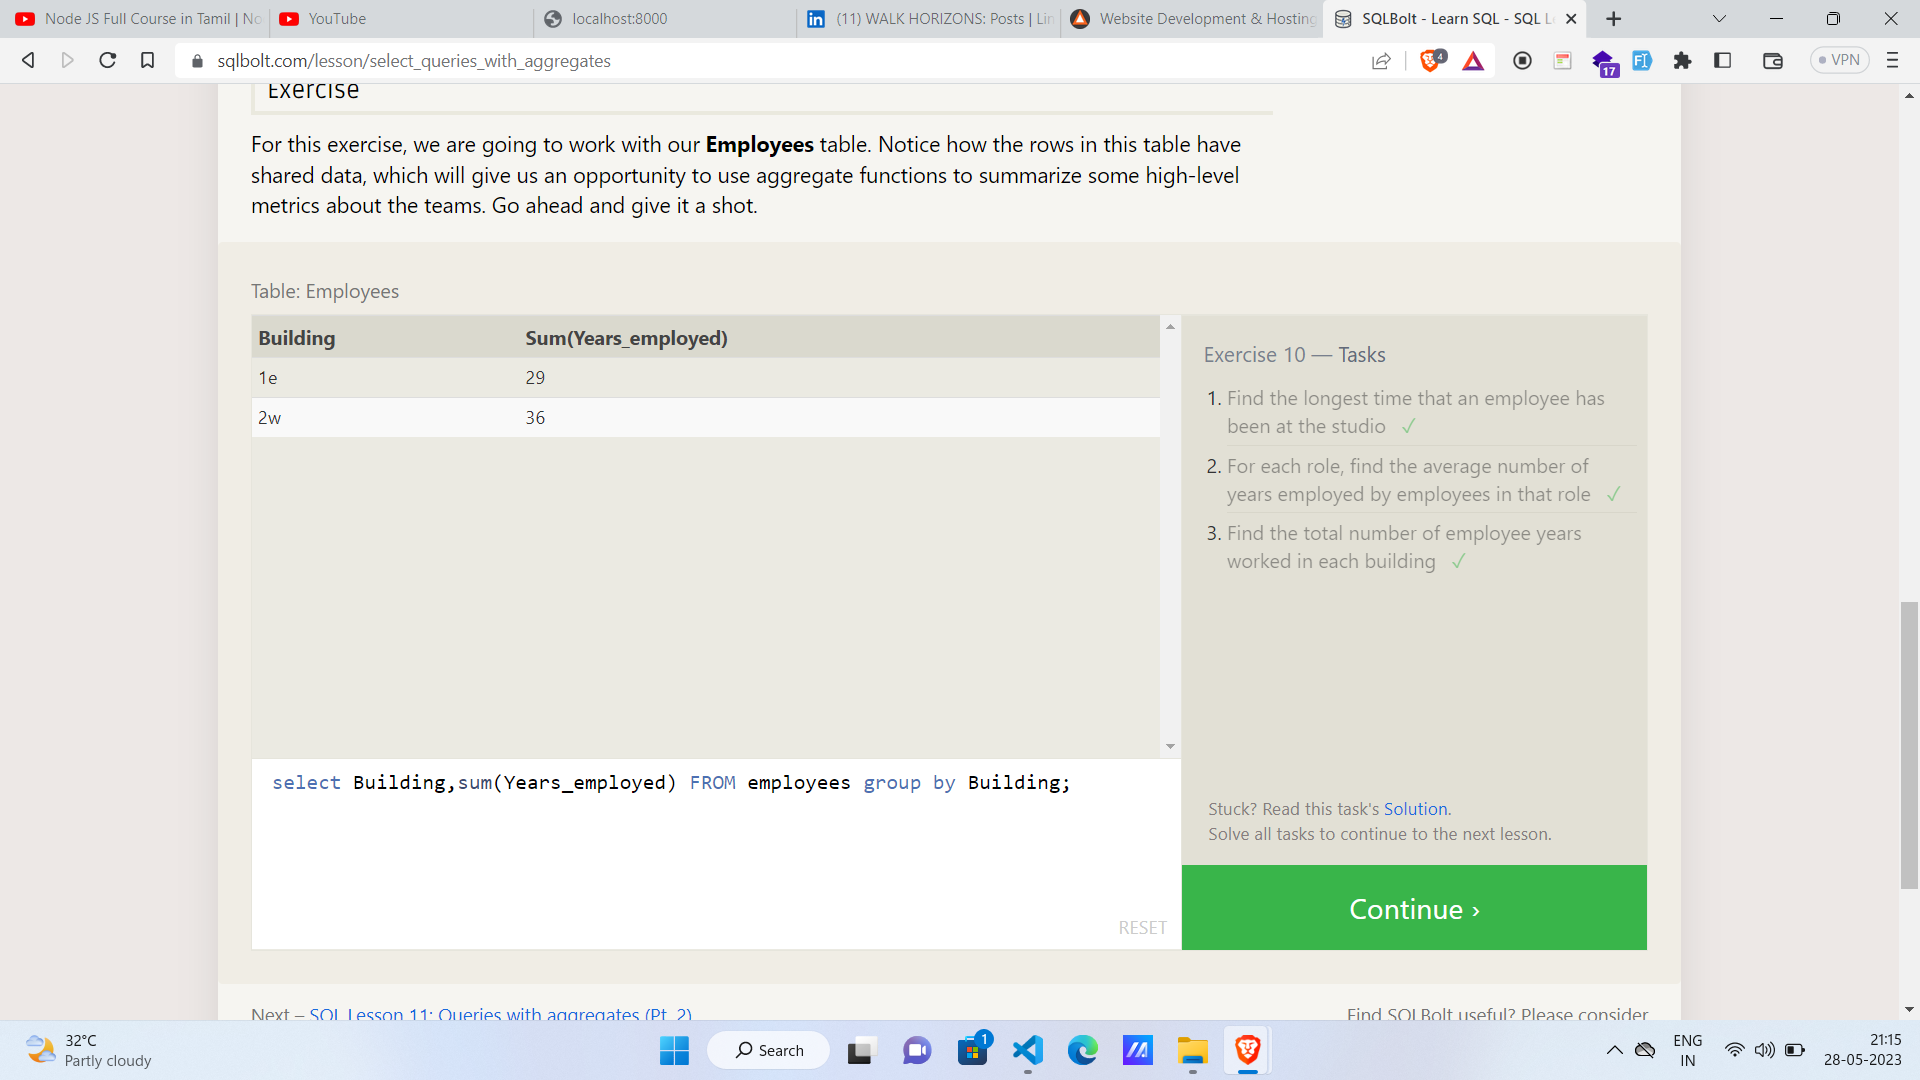 Node JS Full Course in Tamil | No
YouTube
localhost:8000
(11) WALK HORIZONS: Posts | Lin
Website Development & Hosting
SQLBolt - Learn SQL - SQL L
sqlbolt.com/lesson/select_queries_with_aggregates
4
17
VPN
Exercise
For this exercise, we are going to work with our Employees table. Notice how the rows in this table have
shared data, which will give us an opportunity to use aggregate functions to summarize some high-level
metrics about the teams. Go ahead and give it a shot.
Table: Employees
Building Sum(Years_employed)
1e 29
2w 36
Exercise 10 — Tasks
1. Find the longest time that an employee has
been at the studio ✓
2. For each role, find the average number of
years employed by employees in that role ✓
3. Find the total number of employee years
worked in each building ✓
select Building,sum(Years_employed) FROM employees group by Building;
RESET
Stuck? Read this task's Solution.
Solve all tasks to continue to the next lesson.
Continue ›
Next – SQL Lesson 11: Queries with aggregates (Pt. 2)
Find SQLBolt useful? Please consider
32°C
Partly cloudy
Search
1
ENG
IN
21:15
28-05-2023